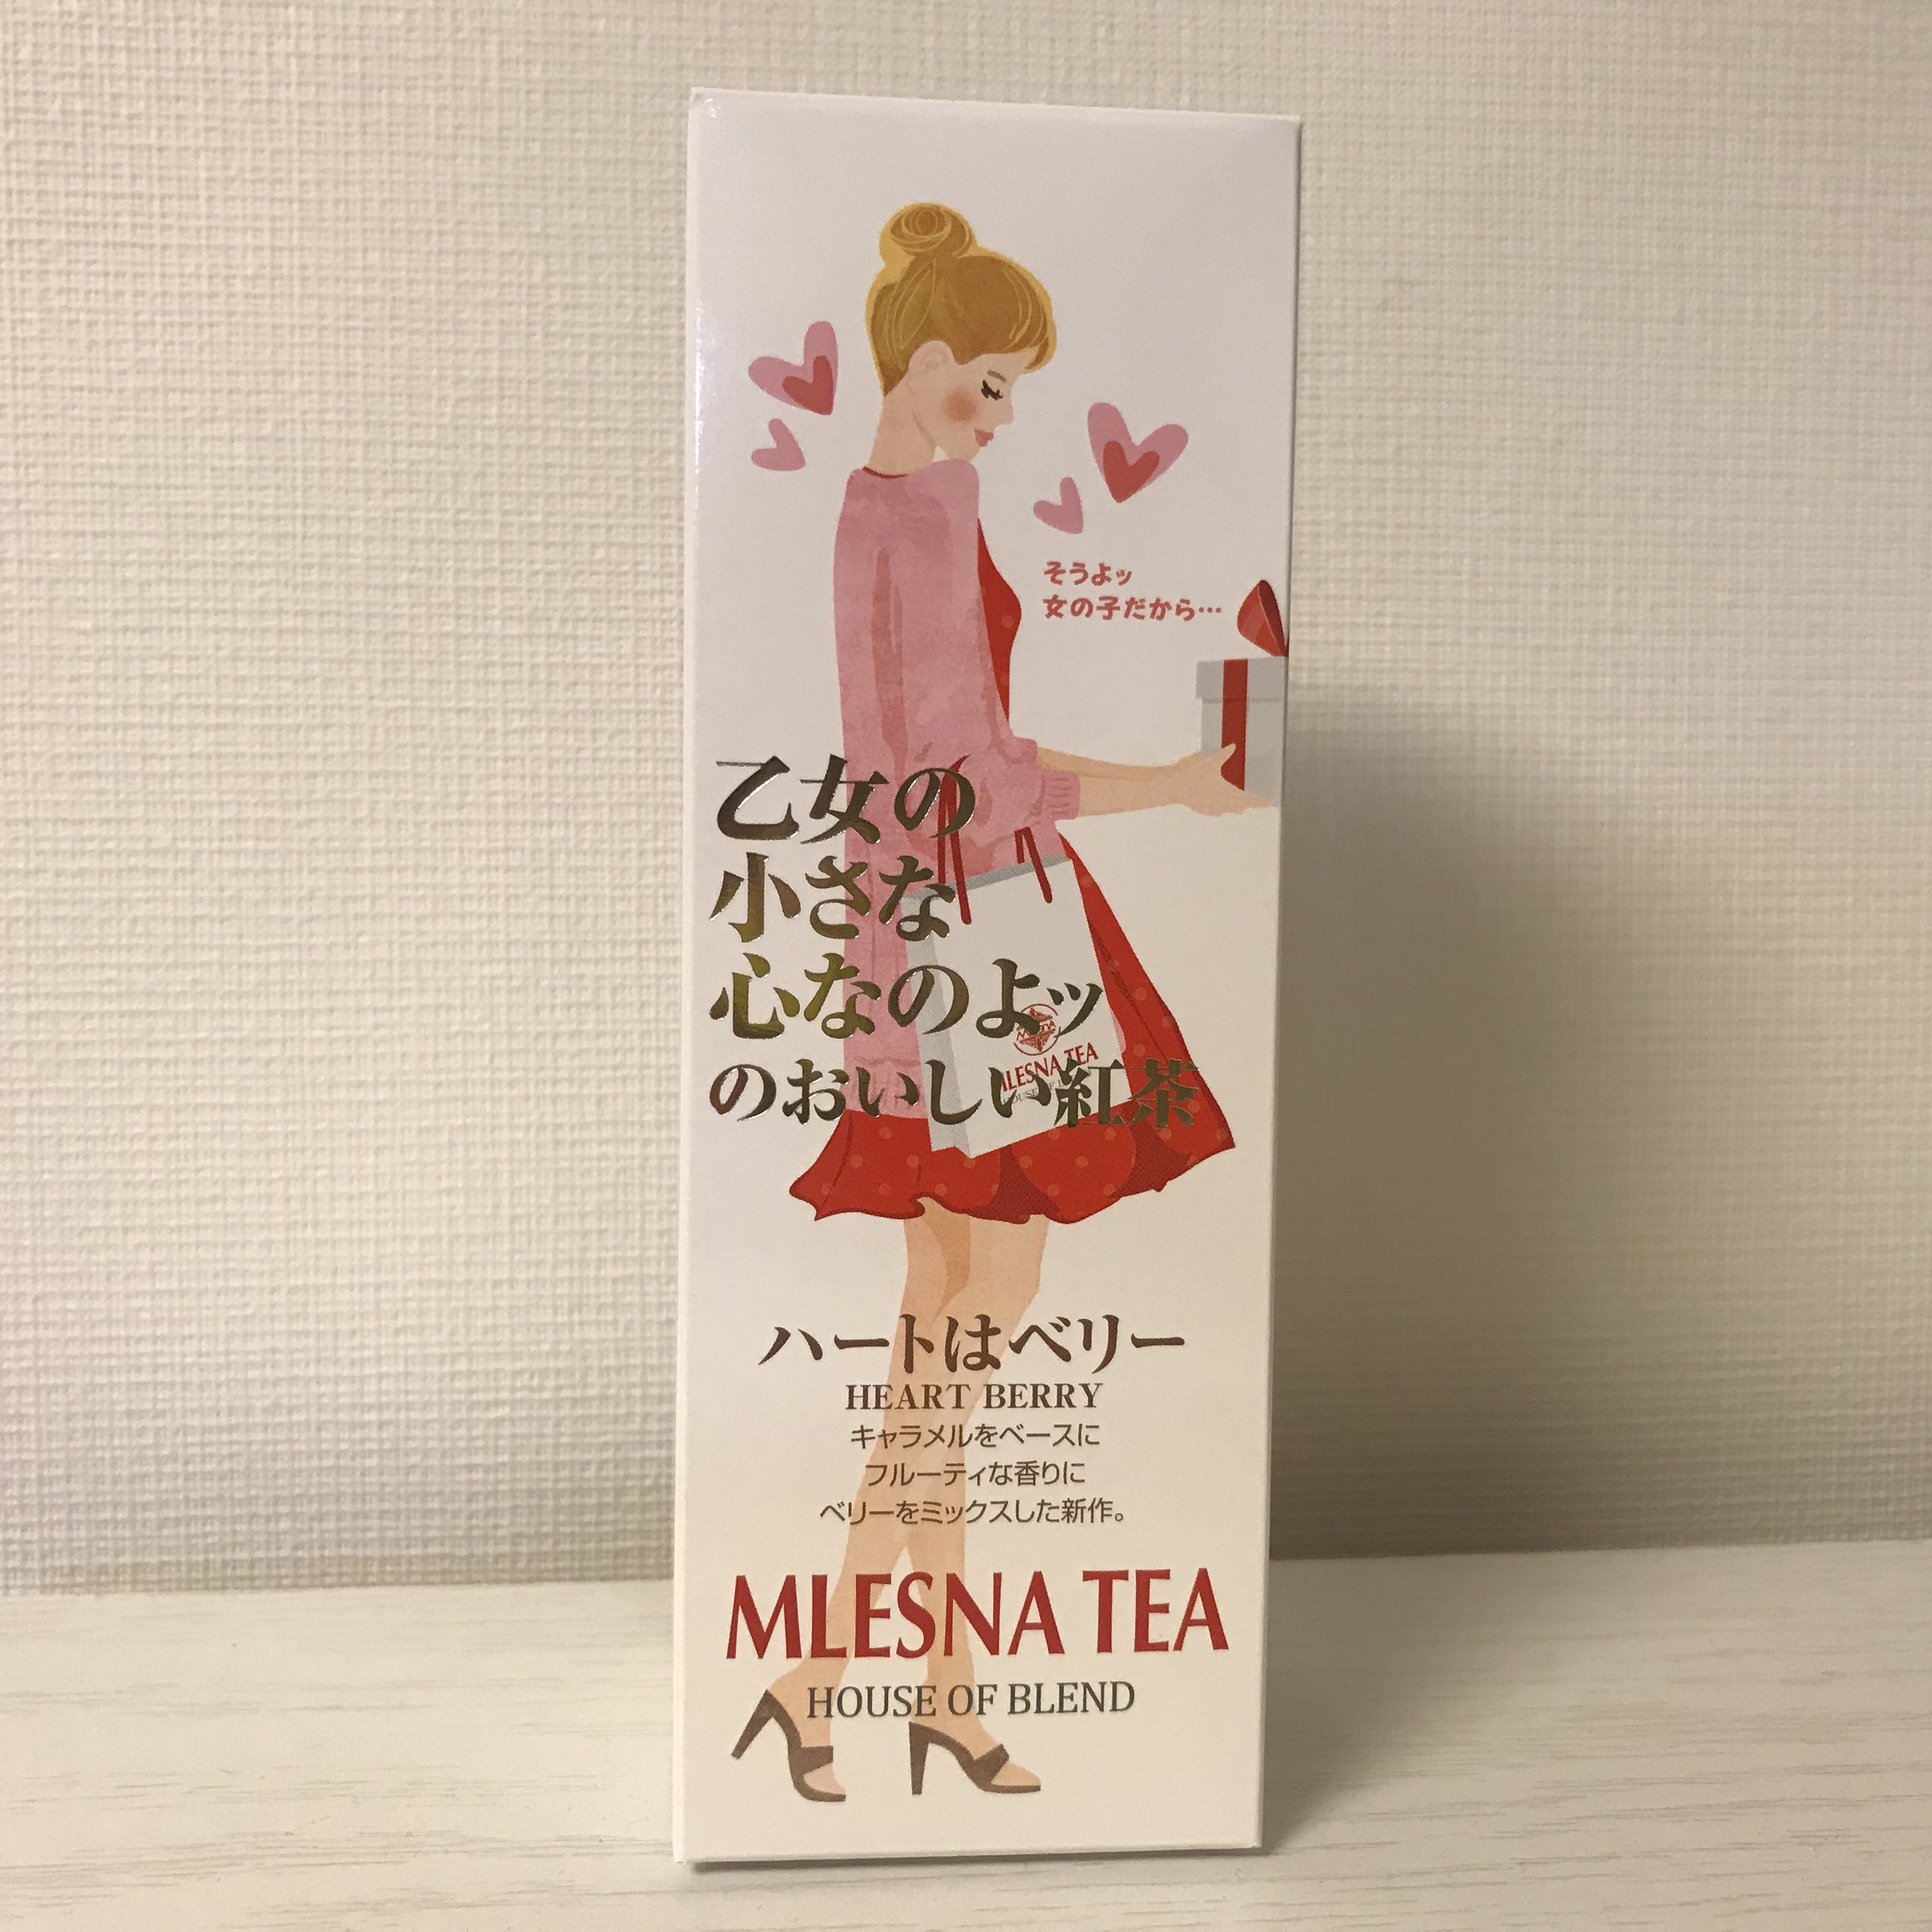 そうよッ
女の子だから…
乙女の
小さな
心なのよッ
のおいしい紅茶
MLESNA TEA
ハートはベリー
HEART BERRY
キャラメルをベースに
フルーティな香りに
ベリーをミックスした新作。
MLESNA TEA
HOUSE OF BLEND